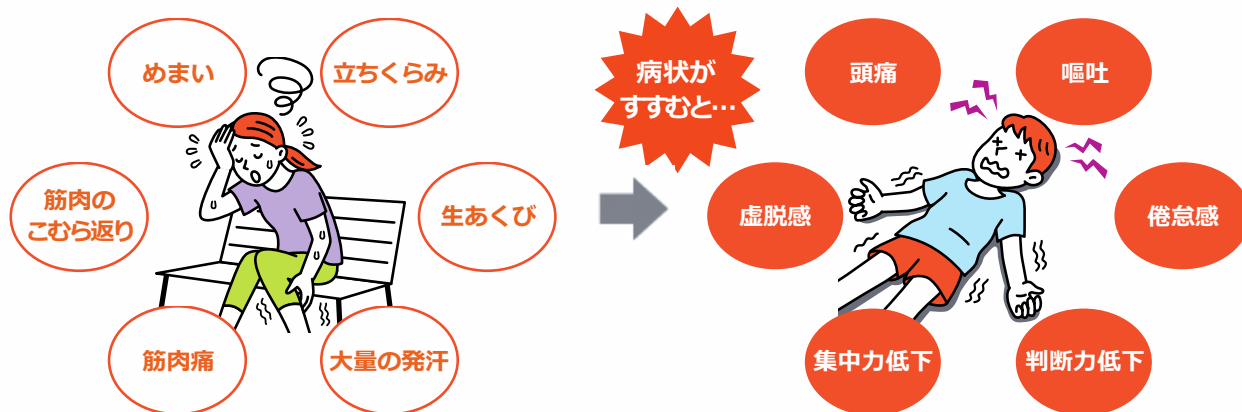 めまい
立ちくらみ
筋肉の
こむら返り
生あくび
筋肉痛
大量の発汗
病状が
すすむと…
頭痛
嘔吐
虚脱感
倦怠感
集中力低下
判断力低下